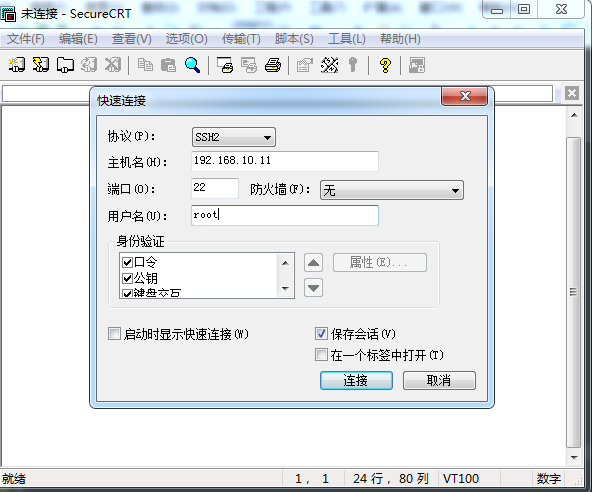 未连接 - SecureCRT
文件(F) 编辑(E) 查看(V) 选项(O) 传输(T) 脚本(S) 工具(L) 帮助(H)
快速连接
协议(P): SSH2
主机名(H): 192.168.10.11
端口(O): 22 防火墙(F): 无
用户名(U): root
身份验证
口令
公钥 属性(E)...
键盘交互
启动时显示快速连接(W) 保存会话(V)
在一个标签中打开(T)
连接 取消
就绪 1, 1 24 行, 80 列 VT100 数字